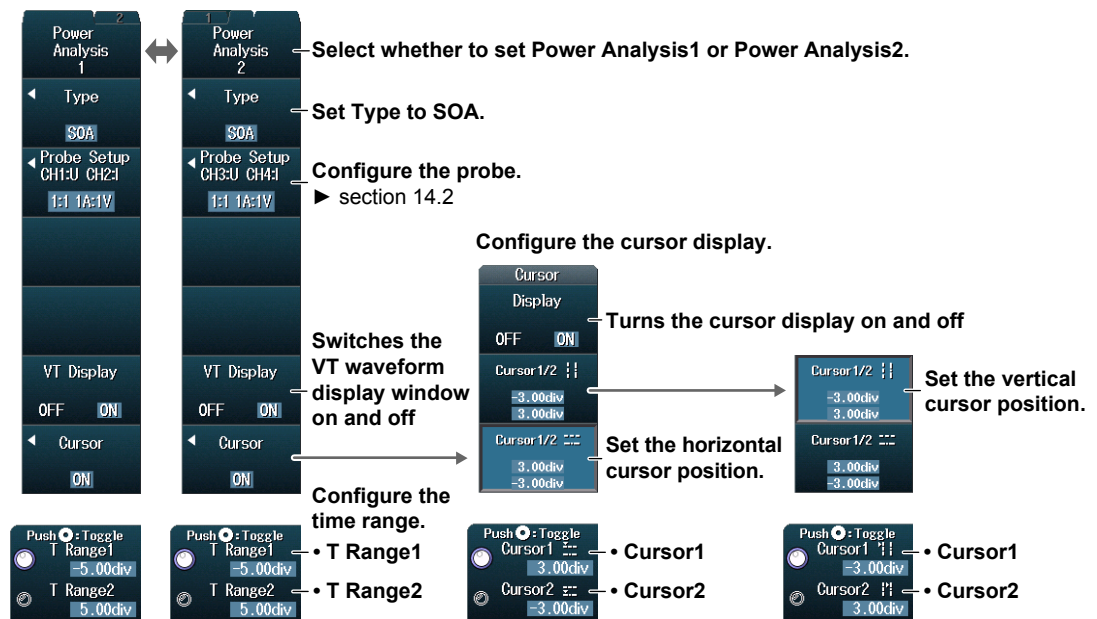 2
Power
Analysis
1
Type
SOA
Probe Setup
CH1:U CH2:I
1:1 1A:1V
VT Display
OFF ON
Cursor
ON
Push :Toggle
T Range1
-5.00div
T Range2
5.00div
1
Power
Analysis
2
Type
SOA
Probe Setup
CH3:U CH4:I
1:1 1A:1V
VT Display
OFF ON
Cursor
ON
Push :Toggle
T Range1
-5.00div
T Range2
5.00div
Select whether to set Power Analysis1 or Power Analysis2.
Set Type to SOA.
Configure the probe.
► section 14.2
Switches the
VT waveform
display window
on and off
Configure the
time range.
• T Range1
• T Range2
Configure the cursor display.
Cursor
Display
OFF ON
Cursor1/2
-3.00div
3.00div
Cursor1/2
3.00div
-3.00div
Push :Toggle
Cursor1
3.00div
Cursor2
-3.00div
Turns the cursor display on and off
Set the horizontal
cursor position.
• Cursor1
• Cursor2
Cursor1/2
-3.00div
3.00div
Cursor1/2
3.00div
-3.00div
Push :Toggle
Cursor1
-3.00div
Cursor2
3.00div
Set the vertical
cursor position.
• Cursor1
• Cursor2